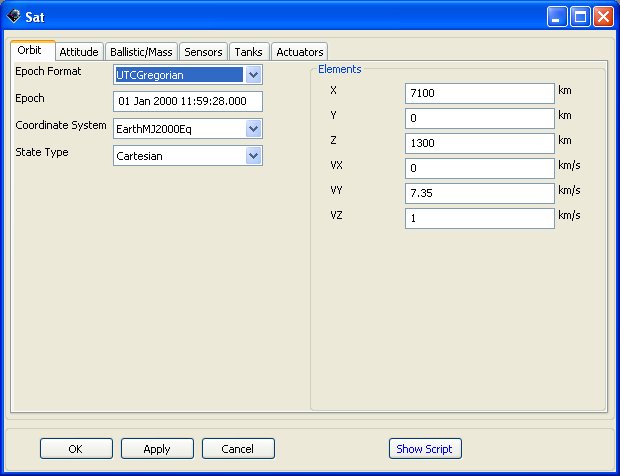 Sat
Orbit Attitude Ballistic/Mass Sensors Tanks Actuators
Epoch Format UTCGregorian
Epoch 01 Jan 2000 11:59:28.000
Coordinate System EarthMJ2000Eq
State Type Cartesian
Elements
X 7100 km
Y 0 km
Z 1300 km
VX 0 km/s
VY 7.35 km/s
VZ 1 km/s
OK Apply Cancel Show Script